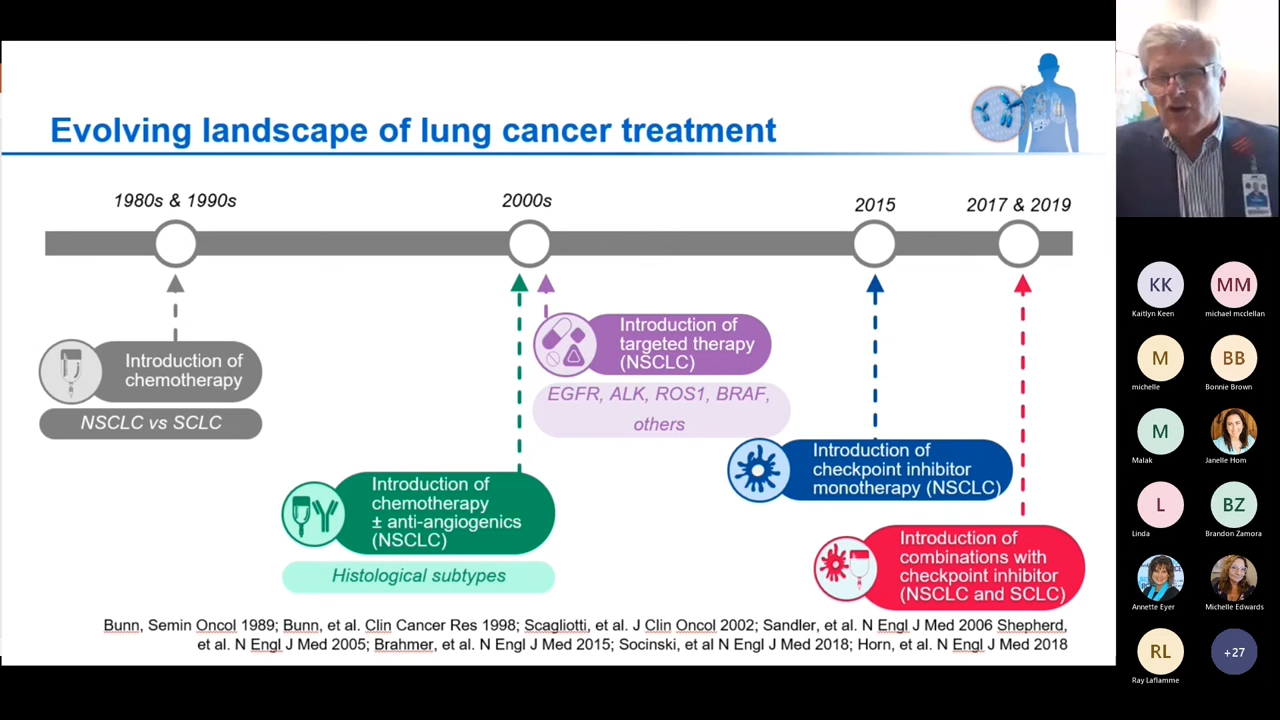 Evolving landscape of lung cancer treatment
1980s & 1990s
2000s
2015
2017 & 2019
Introduction of
chemotherapy
NSCLC vs SCLC
Introduction of
targeted therapy
(NSCLC)
EGFR, ALK, ROS1, BRAF,
others
Introduction of
chemotherapy
± anti-angiogenics
(NSCLC)
Histological subtypes
Introduction of
checkpoint inhibitor
monotherapy (NSCLC)
Introduction of
combinations with
checkpoint inhibitor
(NSCLC and SCLC)
Bunn, Semin Oncol 1989; Bunn, et al. Clin Cancer Res 1998; Scagliotti, et al. J Clin Oncol 2002; Sandler, et al. N Engl J Med 2006 Shepherd,
et al. N Engl J Med 2005; Brahmer, et al. N Engl J Med 2015; Socinski, et al N Engl J Med 2018; Horn, et al. N Engl J Med 2018
KK
MM
Kaitlyn Keen
michael mcclellan
M
BB
michelle
Bonnie Brown
M
Malak
Janelle Hom
L
BZ
Linda
Brandon Zamora
Annette Eyer
Michelle Edwards
RL
+27
Ray Laflamme